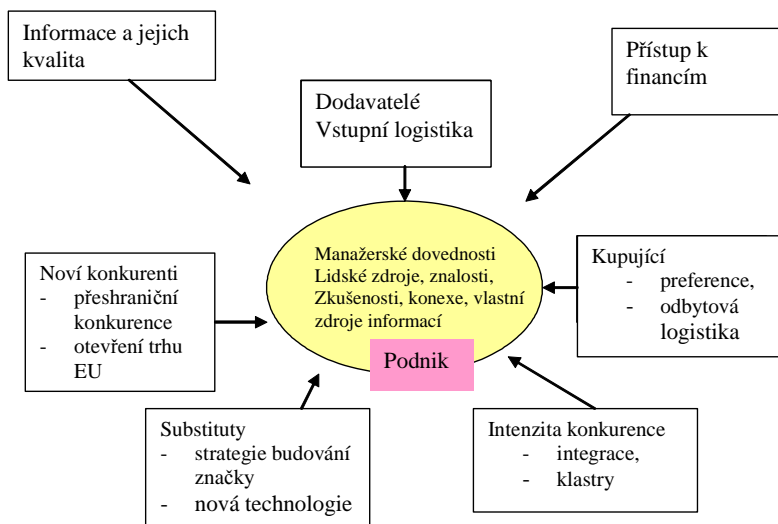 Informace a jejich
kvalita
Přístup k
financím
Dodavatelé
Vstupní logistika
Manažerské dovednosti
Lidské zdroje, znalosti,
Zkušenosti, konexe, vlastní
zdroje informací
Podnik
Noví konkurenti
- přeshraniční
konkurence
- otevření trhu
EU
Kupující
- preference,
- odbytová
logistika
Substituty
- strategie budování
značky
- nová technologie
Intenzita konkurence
- integrace,
- klastry